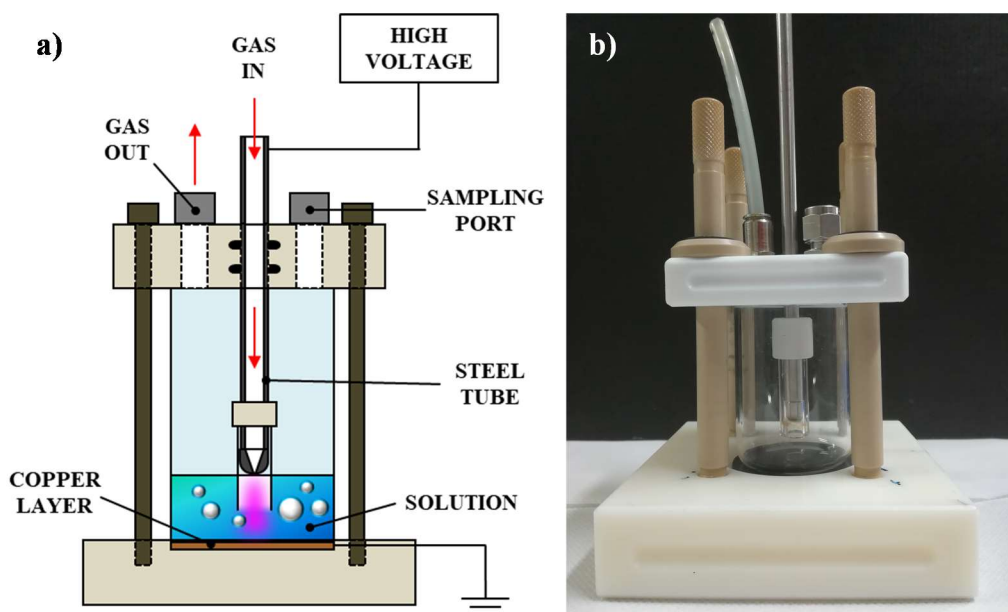 a)
GAS
IN
HIGH
VOLTAGE
GAS
OUT
SAMPLING
PORT
STEEL
TUBE
COPPER
LAYER
SOLUTION
b)